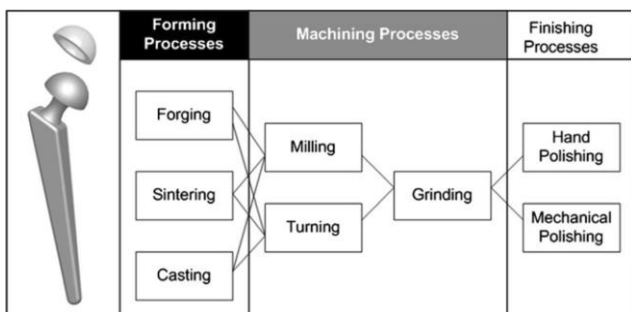 Forming
Processes
Machining Processes
Finishing
Processes
Forging
Sintering
Casting
Milling
Turning
Grinding
Hand
Polishing
Mechanical
Polishing